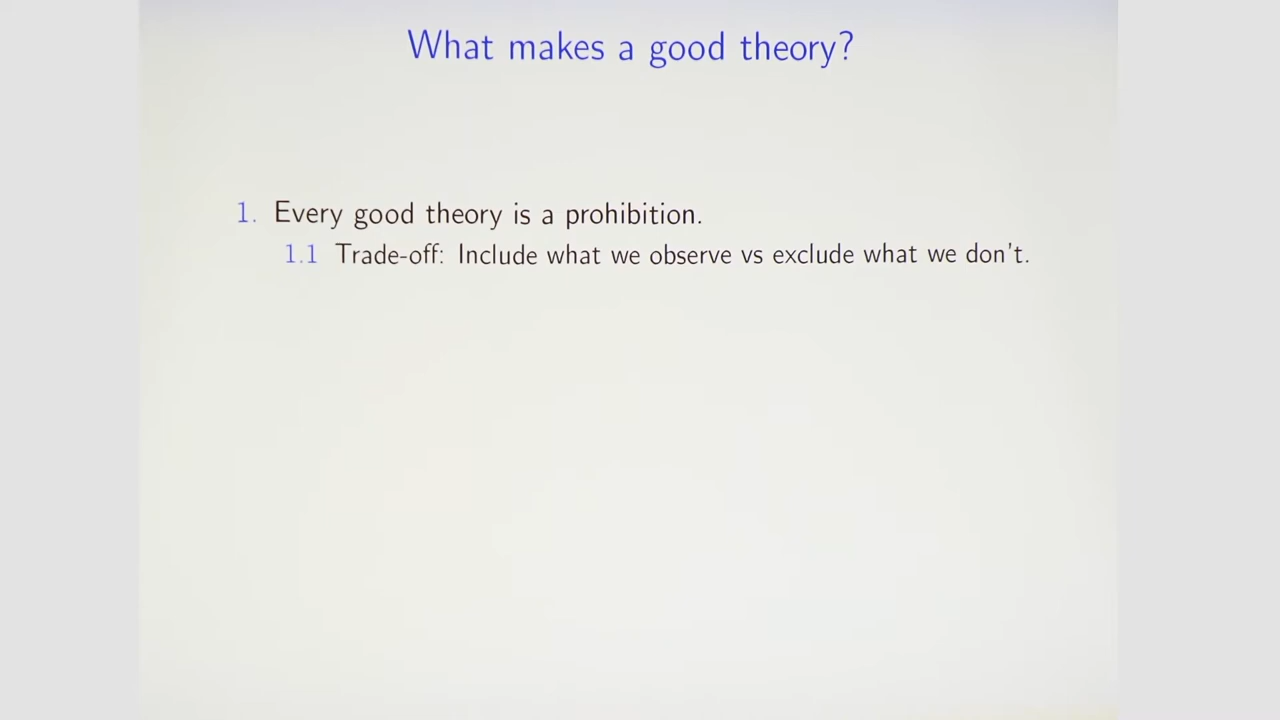 What makes a good theory?
1. Every good theory is a prohibition.
1.1 Trade-off: Include what we observe vs exclude what we don't.